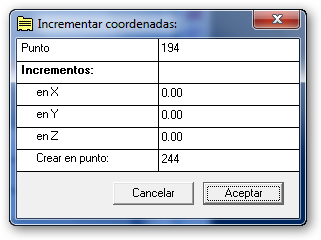 Incrementar coordenadas:
Punto 194
Incrementos:
en X 0.00
en Y 0.00
en Z 0.00
Crear en punto: 244
Cancelar Aceptar